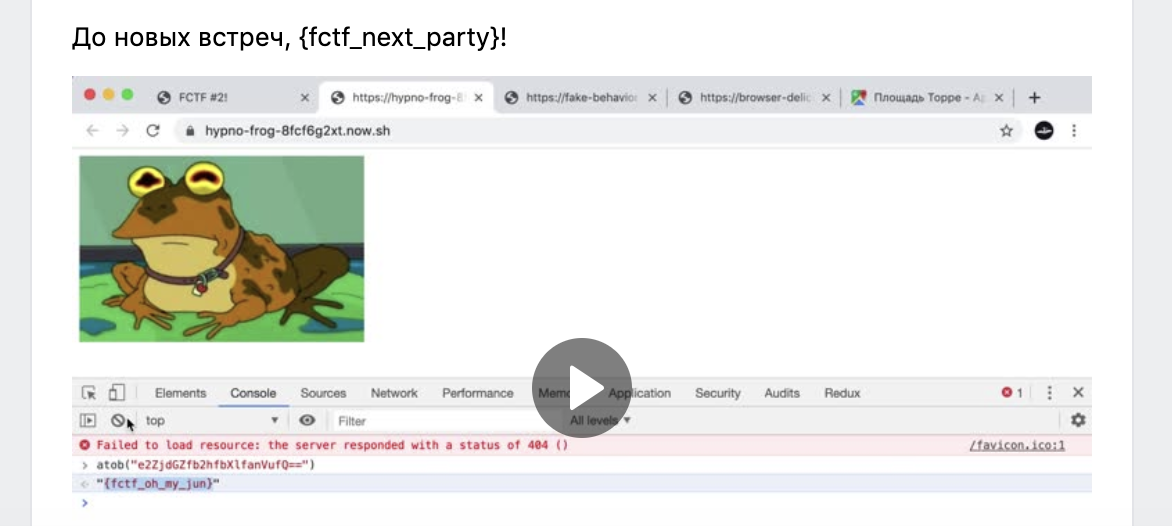 До новых встреч, {fctf_next_party}!
FCTF #2! https://hypno-frog-8 https://fake-behavio https://browser-delic Площадь Торре -
hypno-frog-8fcf6g2xt.now.sh
Elements Console Sources Network Performance Application Security Audits Redux 1
top Filter All levels
Failed to load resource: the server responded with a status of 404 () /favicon.ico:1
> atob("e2ZjdGZfb2hfbXlfanVufQ==")
"{fctf_oh_my_jun}"
>